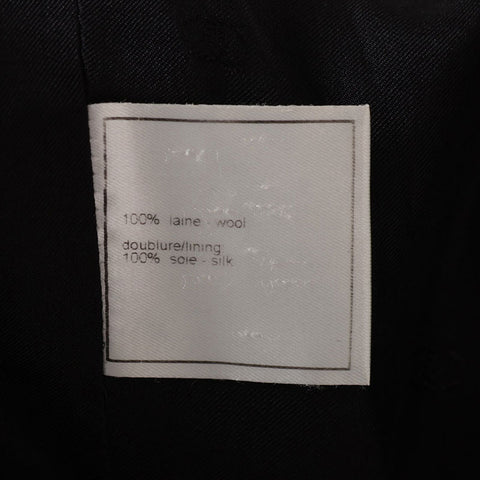 100% laine - wool
doublure/lining
100% soie - silk